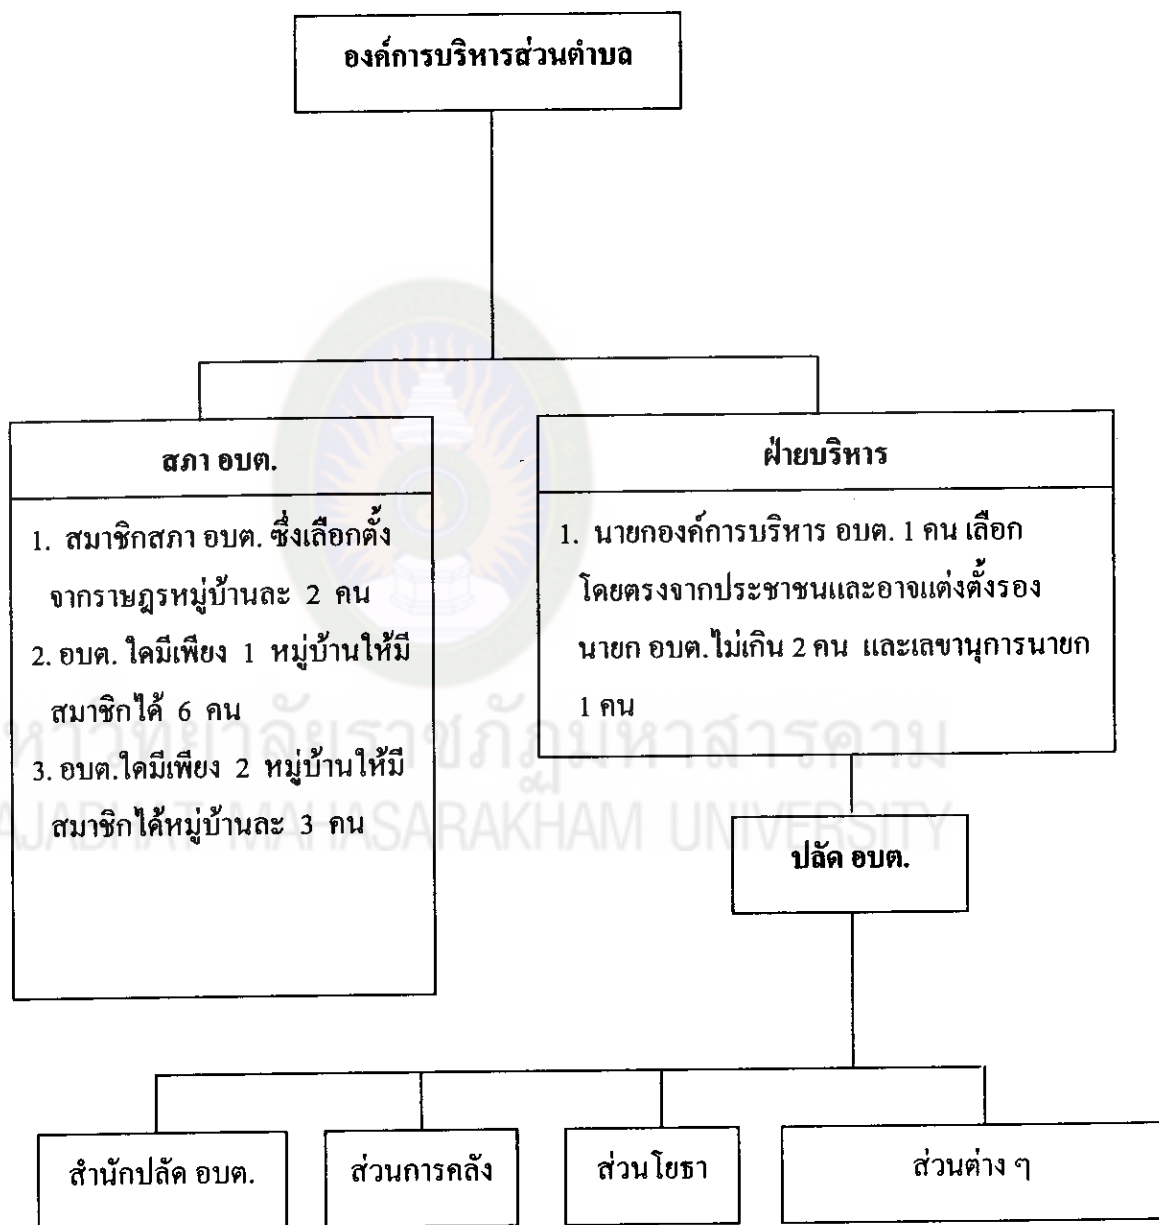 องค์การบริหารส่วนตำบล
สภา อบต.
1. สมาชิกสภา อบต. ซึ่งเลือกตั้ง
จากราษฎรหมู่บ้านละ 2 คน
2. อบต. ใดมีเพียง 1 หมู่บ้านให้มี
สมาชิกได้ 6 คน
3. อบต.ใดมีเพียง 2 หมู่บ้านให้มี
สมาชิกได้หมู่บ้านละ 3 คน
ฝ่ายบริหาร
1. นายกองค์การบริหาร อบต. 1 คน เลือก
โดยตรงจากประชาชนและอาจแต่งตั้งรอง
นายก อบต.ไม่เกิน 2 คน และเลขานุการนายก
1 คน
มหาวิทยาลัยราชภัฏมหาสารคาม
RAJABHAT MAHASARAKHAM UNIVERSITY
ปลัด อบต.
สำนักปลัด อบต.
ส่วนการคลัง
ส่วนโยธา
ส่วนต่าง ๆ